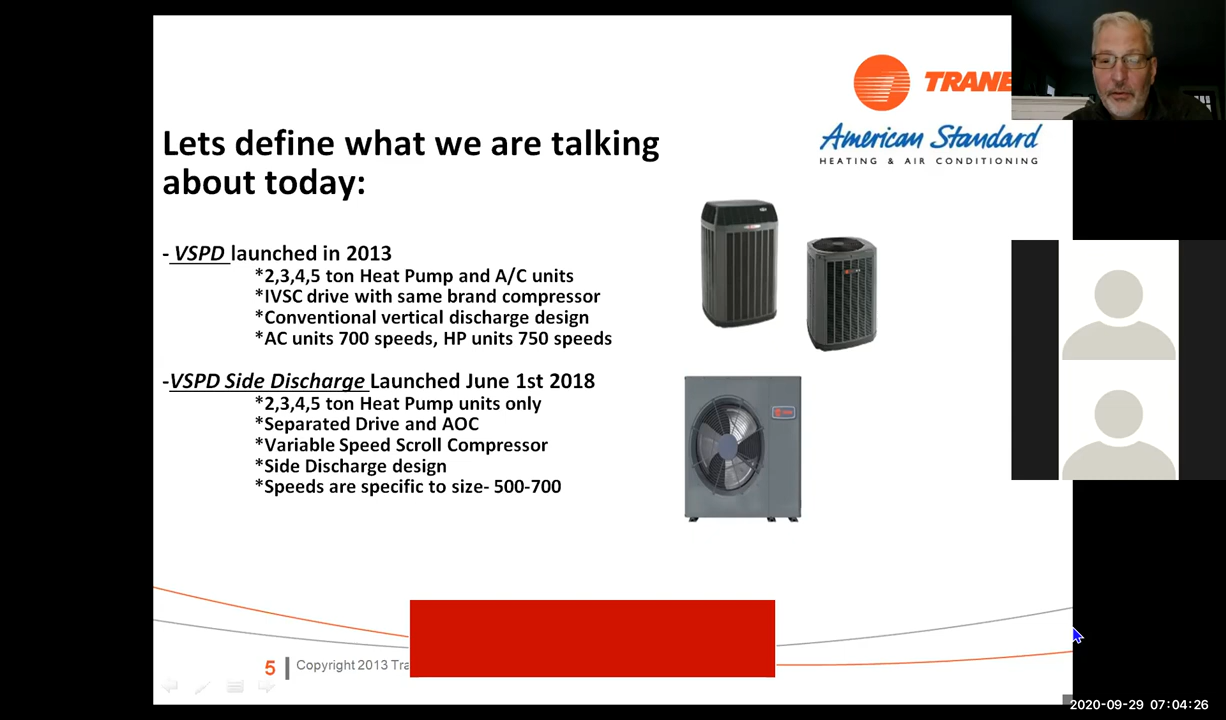 TRANE
American Standard
HEATING & AIR CONDITIONING
Lets define what we are talking
about today:
- VSPD launched in 2013
*2,3,4,5 ton Heat Pump and A/C units
*IVSC drive with same brand compressor
*Conventional vertical discharge design
*AC units 700 speeds, HP units 750 speeds
-VSPD Side Discharge Launched June 1st 2018
*2,3,4,5 ton Heat Pump units only
*Separated Drive and AOC
*Variable Speed Scroll Compressor
*Side Discharge design
*Speeds are specific to size- 500-700
5 Copyright 2013 Tra
2020-09-29 07:04:26